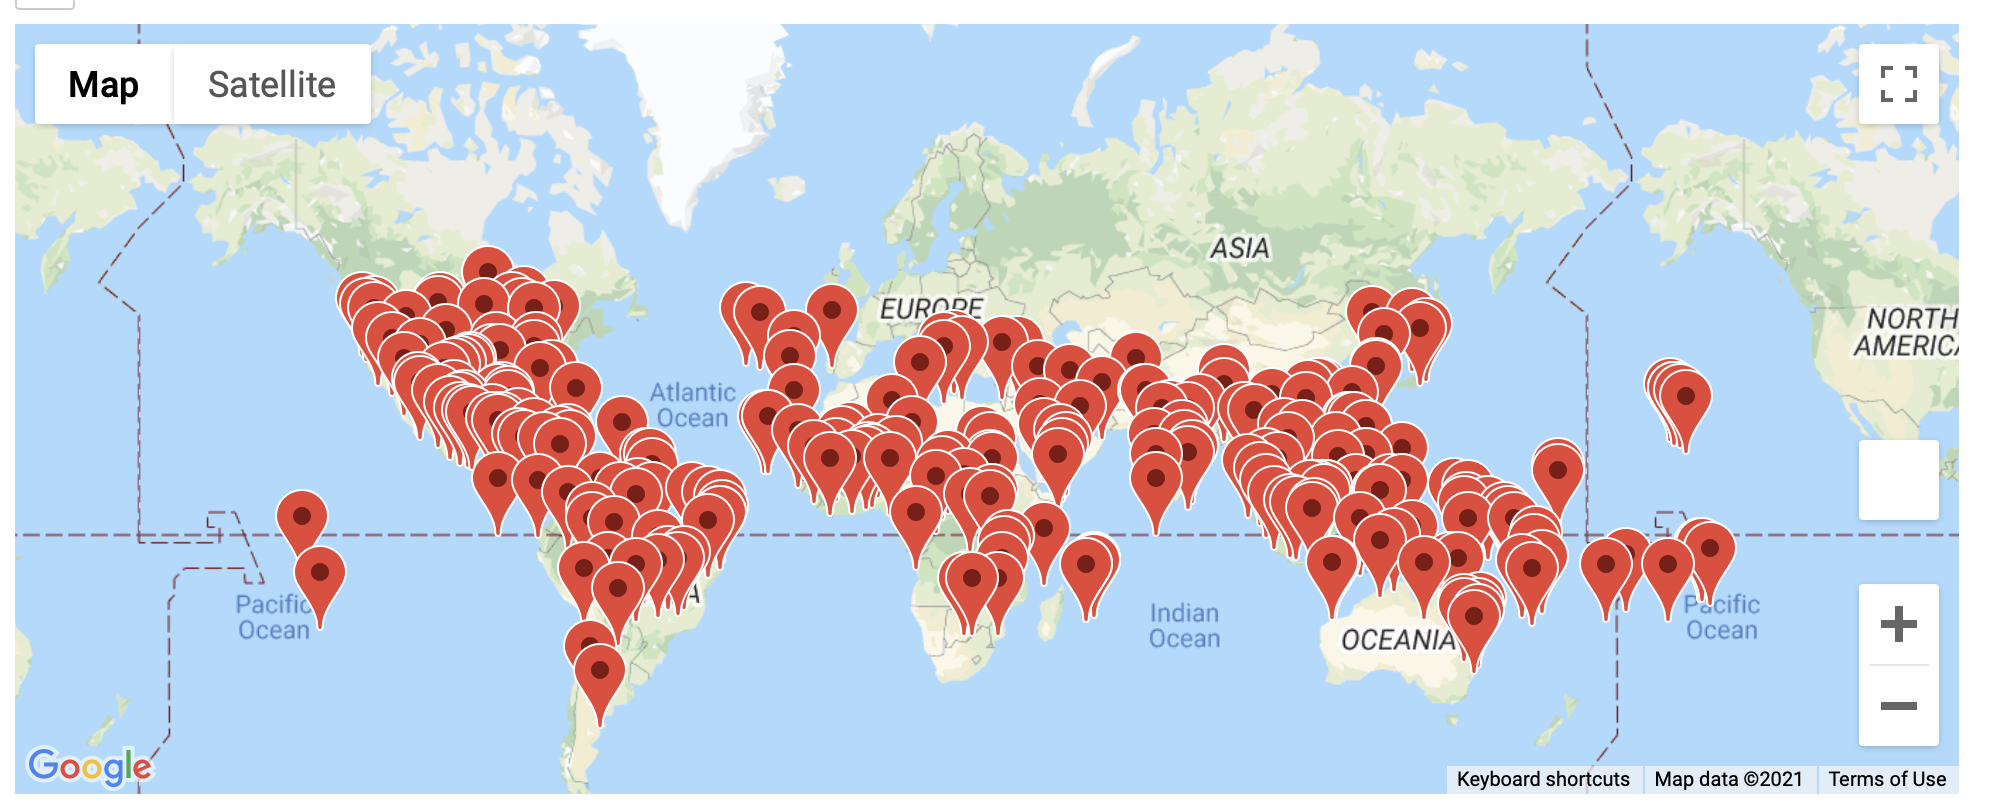 Map
Satellite
ASIA
EUROPE
NORTH
AMERICA
Atlantic
Ocean
Pacific
Ocean
Indian
Ocean
OCEANIA
Pacific
Ocean
Google
Keyboard shortcuts
Map data ©2021
Terms of Use